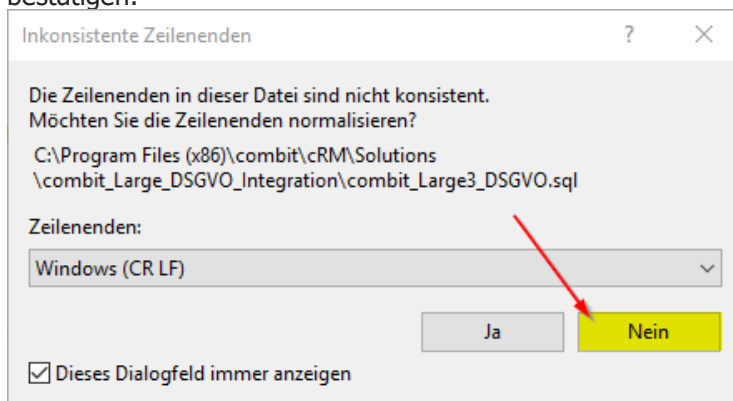 bestätigen:
Inkonsistente Zeilenenden
Die Zeilenenden in dieser Datei sind nicht konsistent.
Möchten Sie die Zeilenenden normalisieren?
C:\Program Files (x86)\combit\cRM\Solutions
\combit_Large_DSGVO_Integration\combit_Large3_DSGVO.sql
Zeilenenden:
Windows (CR LF)
Ja Nein
Dieses Dialogfeld immer anzeigen